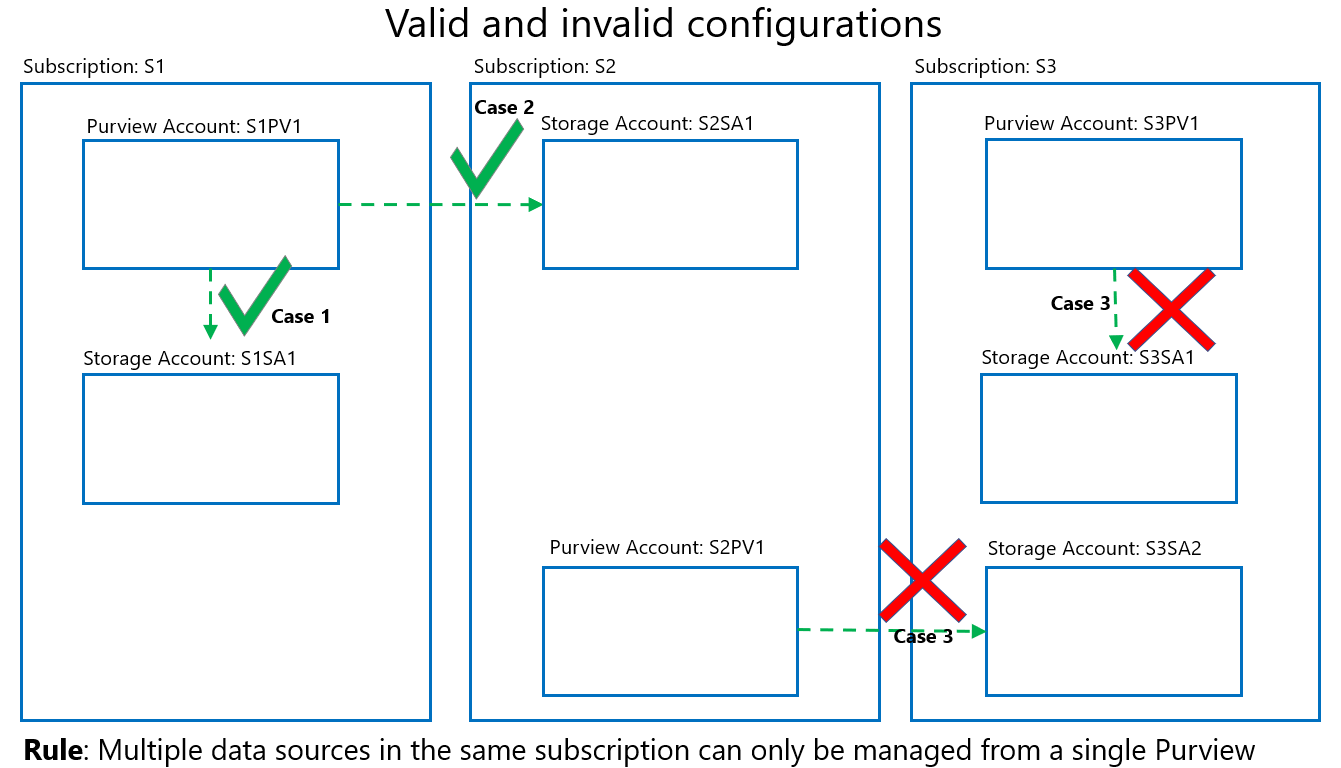 Valid and invalid configurations
Subscription: S1
Subscription: S2
Subscription: S3
Purview Account: S1PV1
Case 2
Storage Account: S2SA1
Purview Account: S3PV1
Case 1
Case 3
Storage Account: S1SA1
Storage Account: S3SA1
Purview Account: S2PV1
Storage Account: S3SA2
Case 3
Rule: Multiple data sources in the same subscription can only be managed from a single Purview